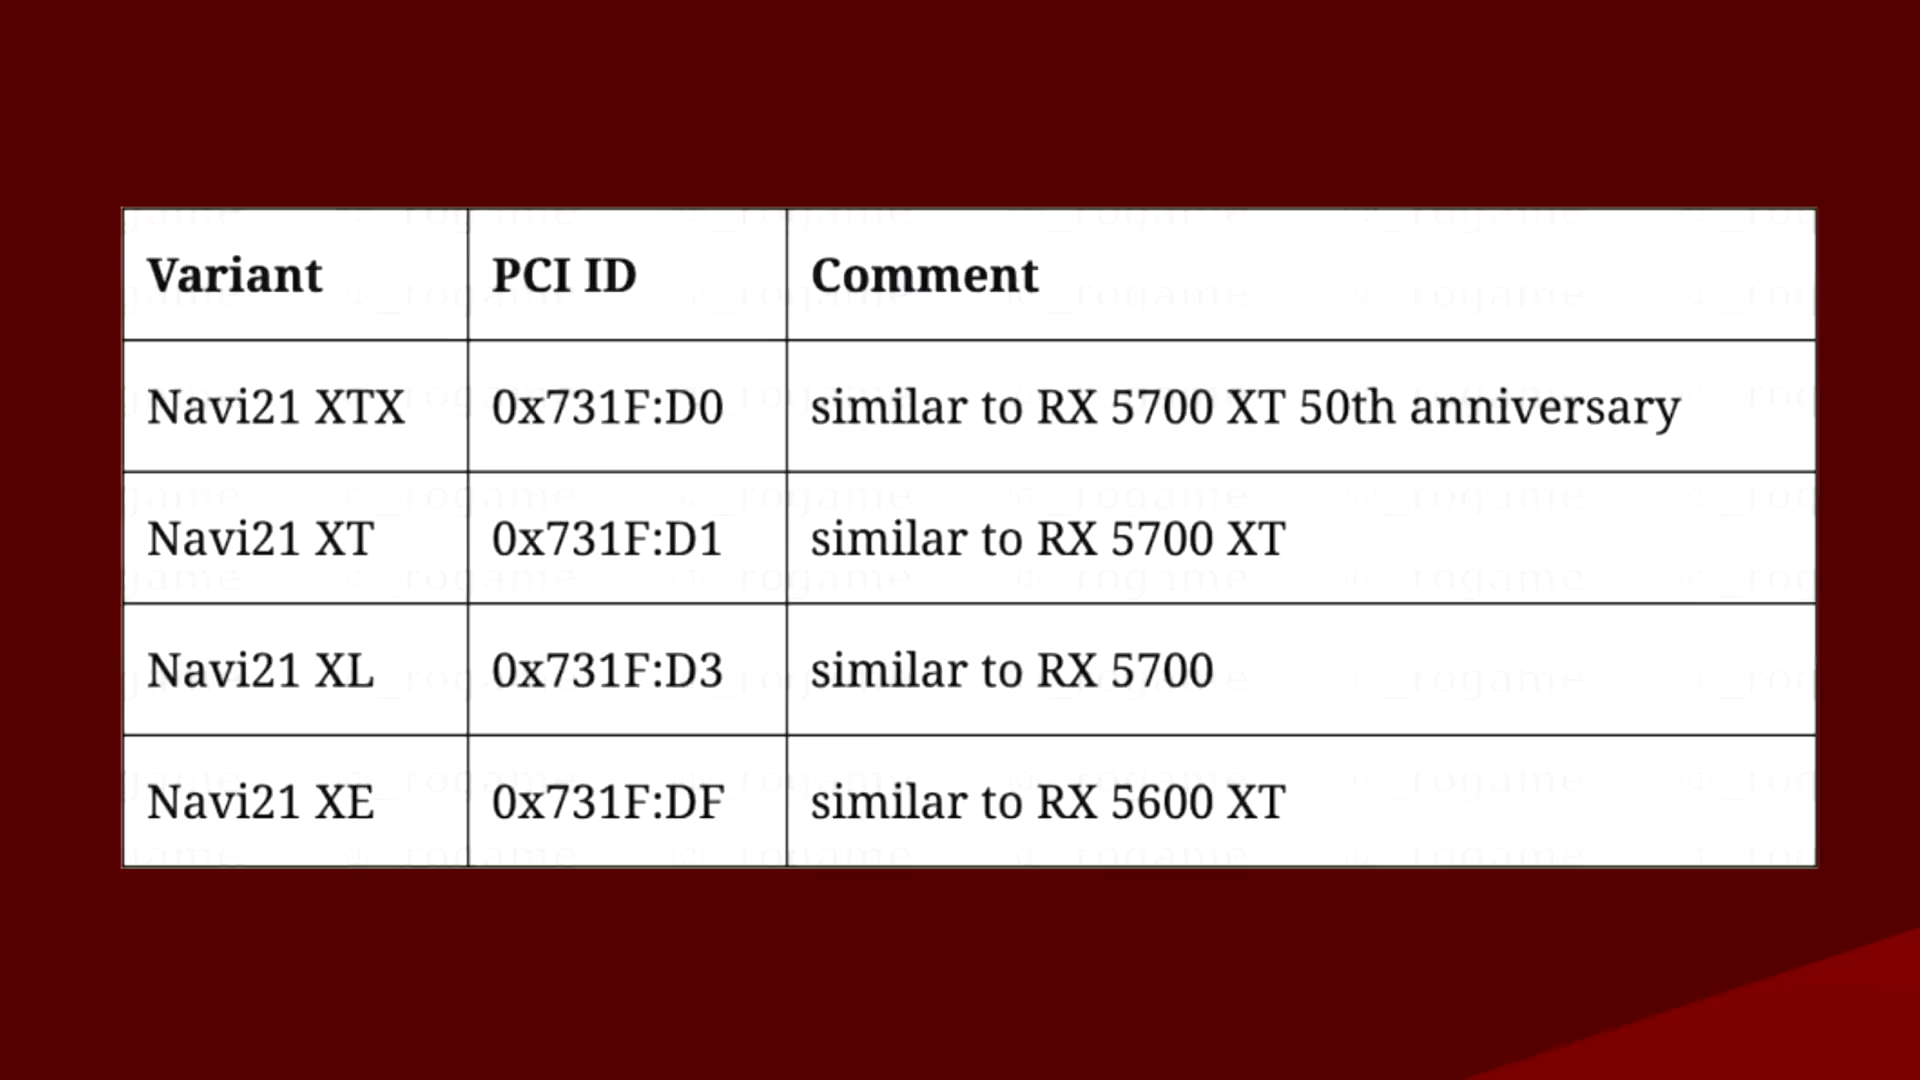 Variant PCI ID Comment
Navi21 XTX 0x731F:D0 similar to RX 5700 XT 50th anniversary
Navi21 XT 0x731F:D1 similar to RX 5700 XT
Navi21 XL 0x731F:D3 similar to RX 5700
Navi21 XE 0x731F:DF similar to RX 5600 XT